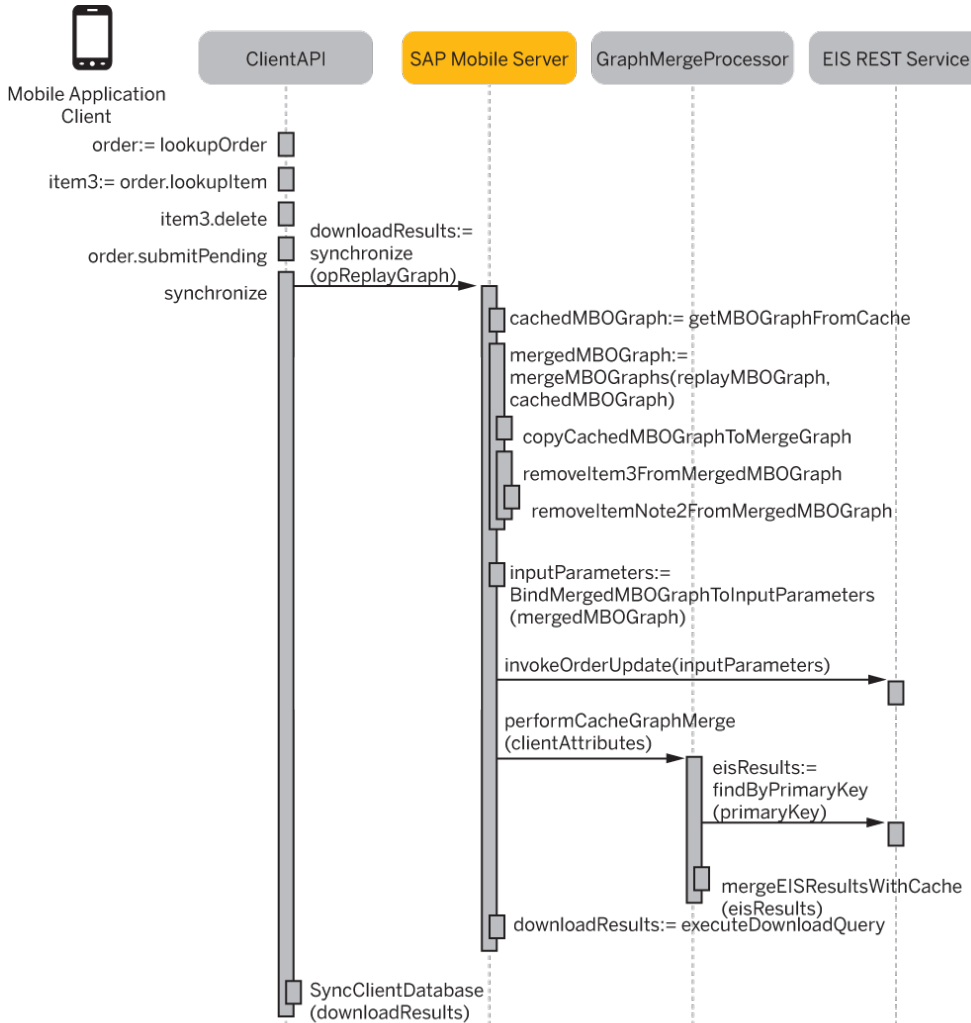 ClientAPI
SAP Mobile Server
GraphMergeProcessor
EIS REST Service
Mobile Application
Client
order:= lookupOrder
item3:= order.lookupItem
item3.delete
order.submitPending
synchronize
downloadResults:=
synchronize
(opReplayGraph)
cachedMBOGraph:= getMBOGraphFromCache
mergedMBOGraph:=
mergeMBOGraphs(replayMBOGraph,
cachedMBOGraph)
copyCachedMBOGraphToMergeGraph
removeItem3FromMergedMBOGraph
removeItemNote2FromMergedMBOGraph
inputParameters:=
BindMergedMBOGraphToInputParameters
(mergedMBOGraph)
invokeOrderUpdate(inputParameters)
performCacheGraphMerge
(clientAttributes)
eisResults:=
findByPrimaryKey
(primaryKey)
mergeEISResultsWithCache
(eisResults)
downloadResults:= executeDownloadQuery
SyncClientDatabase
(downloadResults)